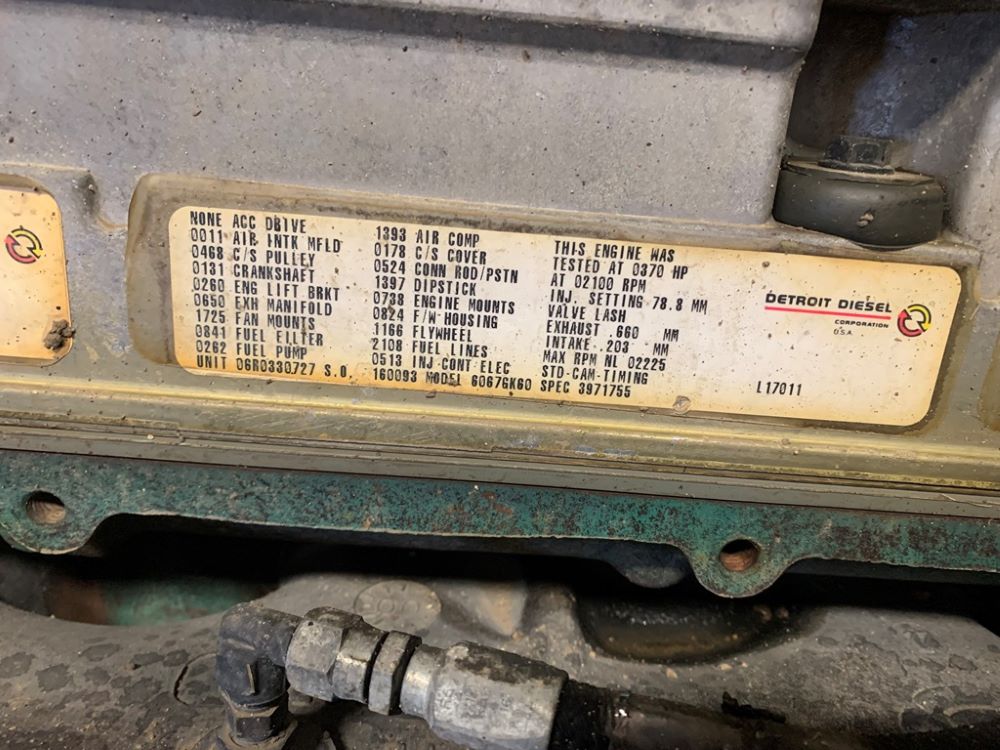 NONE ACC DRIVE
0011 AIR INTK MFLD
0468 C/S PULLEY
0131 CRANKSHAFT
0260 ENG LIFT BRKT
0650 EXH MANIFOLD
1725 FAN MOUNTS
0841 FUEL FILTER
0262 FUEL PUMP
1393 AIR COMP
0178 C/S COVER
0524 CONN ROD/PSTN
1397 DIPSTICK
0738 ENGINE MOUNTS
0824 F/W HOUSING
1166 FLYWHEEL
2108 FUEL LINES
0513 INJ CONT ELEC
THIS ENGINE WAS
TESTED AT 0370 HP
AT 02100 RPM
INJ. SETTING 78.8 MM
VALVE LASH
EXHAUST .660 MM
INTAKE .203 MM
MAX RPM NL 02225
STD-CAM-TIMING
UNIT 06R0330727 S.O. 160093 MODEL 6067GK60 SPEC 3971755
DETROIT DIESEL
CORPORATION
U.S.A.
L17011